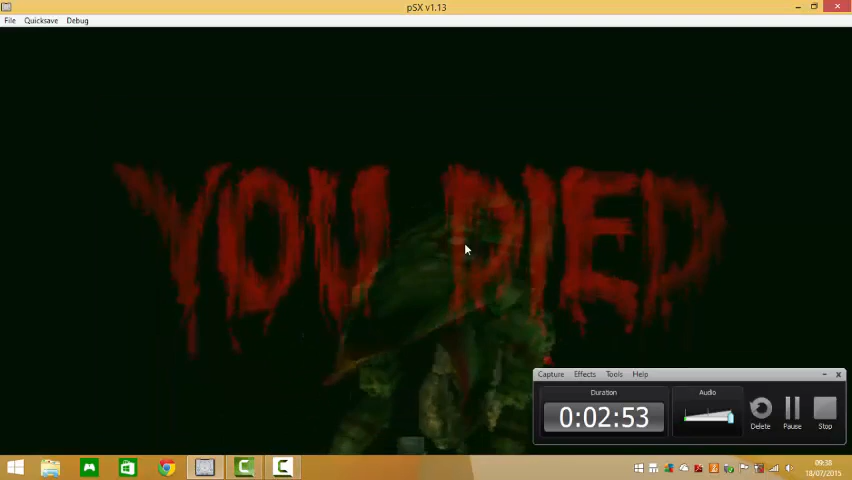 pSX v1.13
File Quicksave Debug
YOU DIED
Capture Effects Tools Help
Duration
0:02:53
Audio
Delete Pause Stop
09:38
18/07/2015